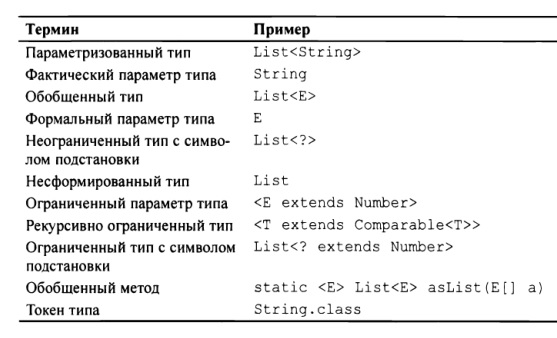 Термин Пример
Параметризованный тип List<String>
Фактический параметр типа String
Обобщенный тип List<E>
Формальный параметр типа E
Неограниченный тип с симво- List<?>
лом подстановки
Несформированный тип List
Ограниченный параметр типа <E extends Number>
Рекурсивно ограниченный тип <T extends Comparable<T>>
Ограниченный тип с символом List<? extends Number>
подстановки
Обобщенный метод static <E> List<E> asList(E[] a)
Токен типа String.class